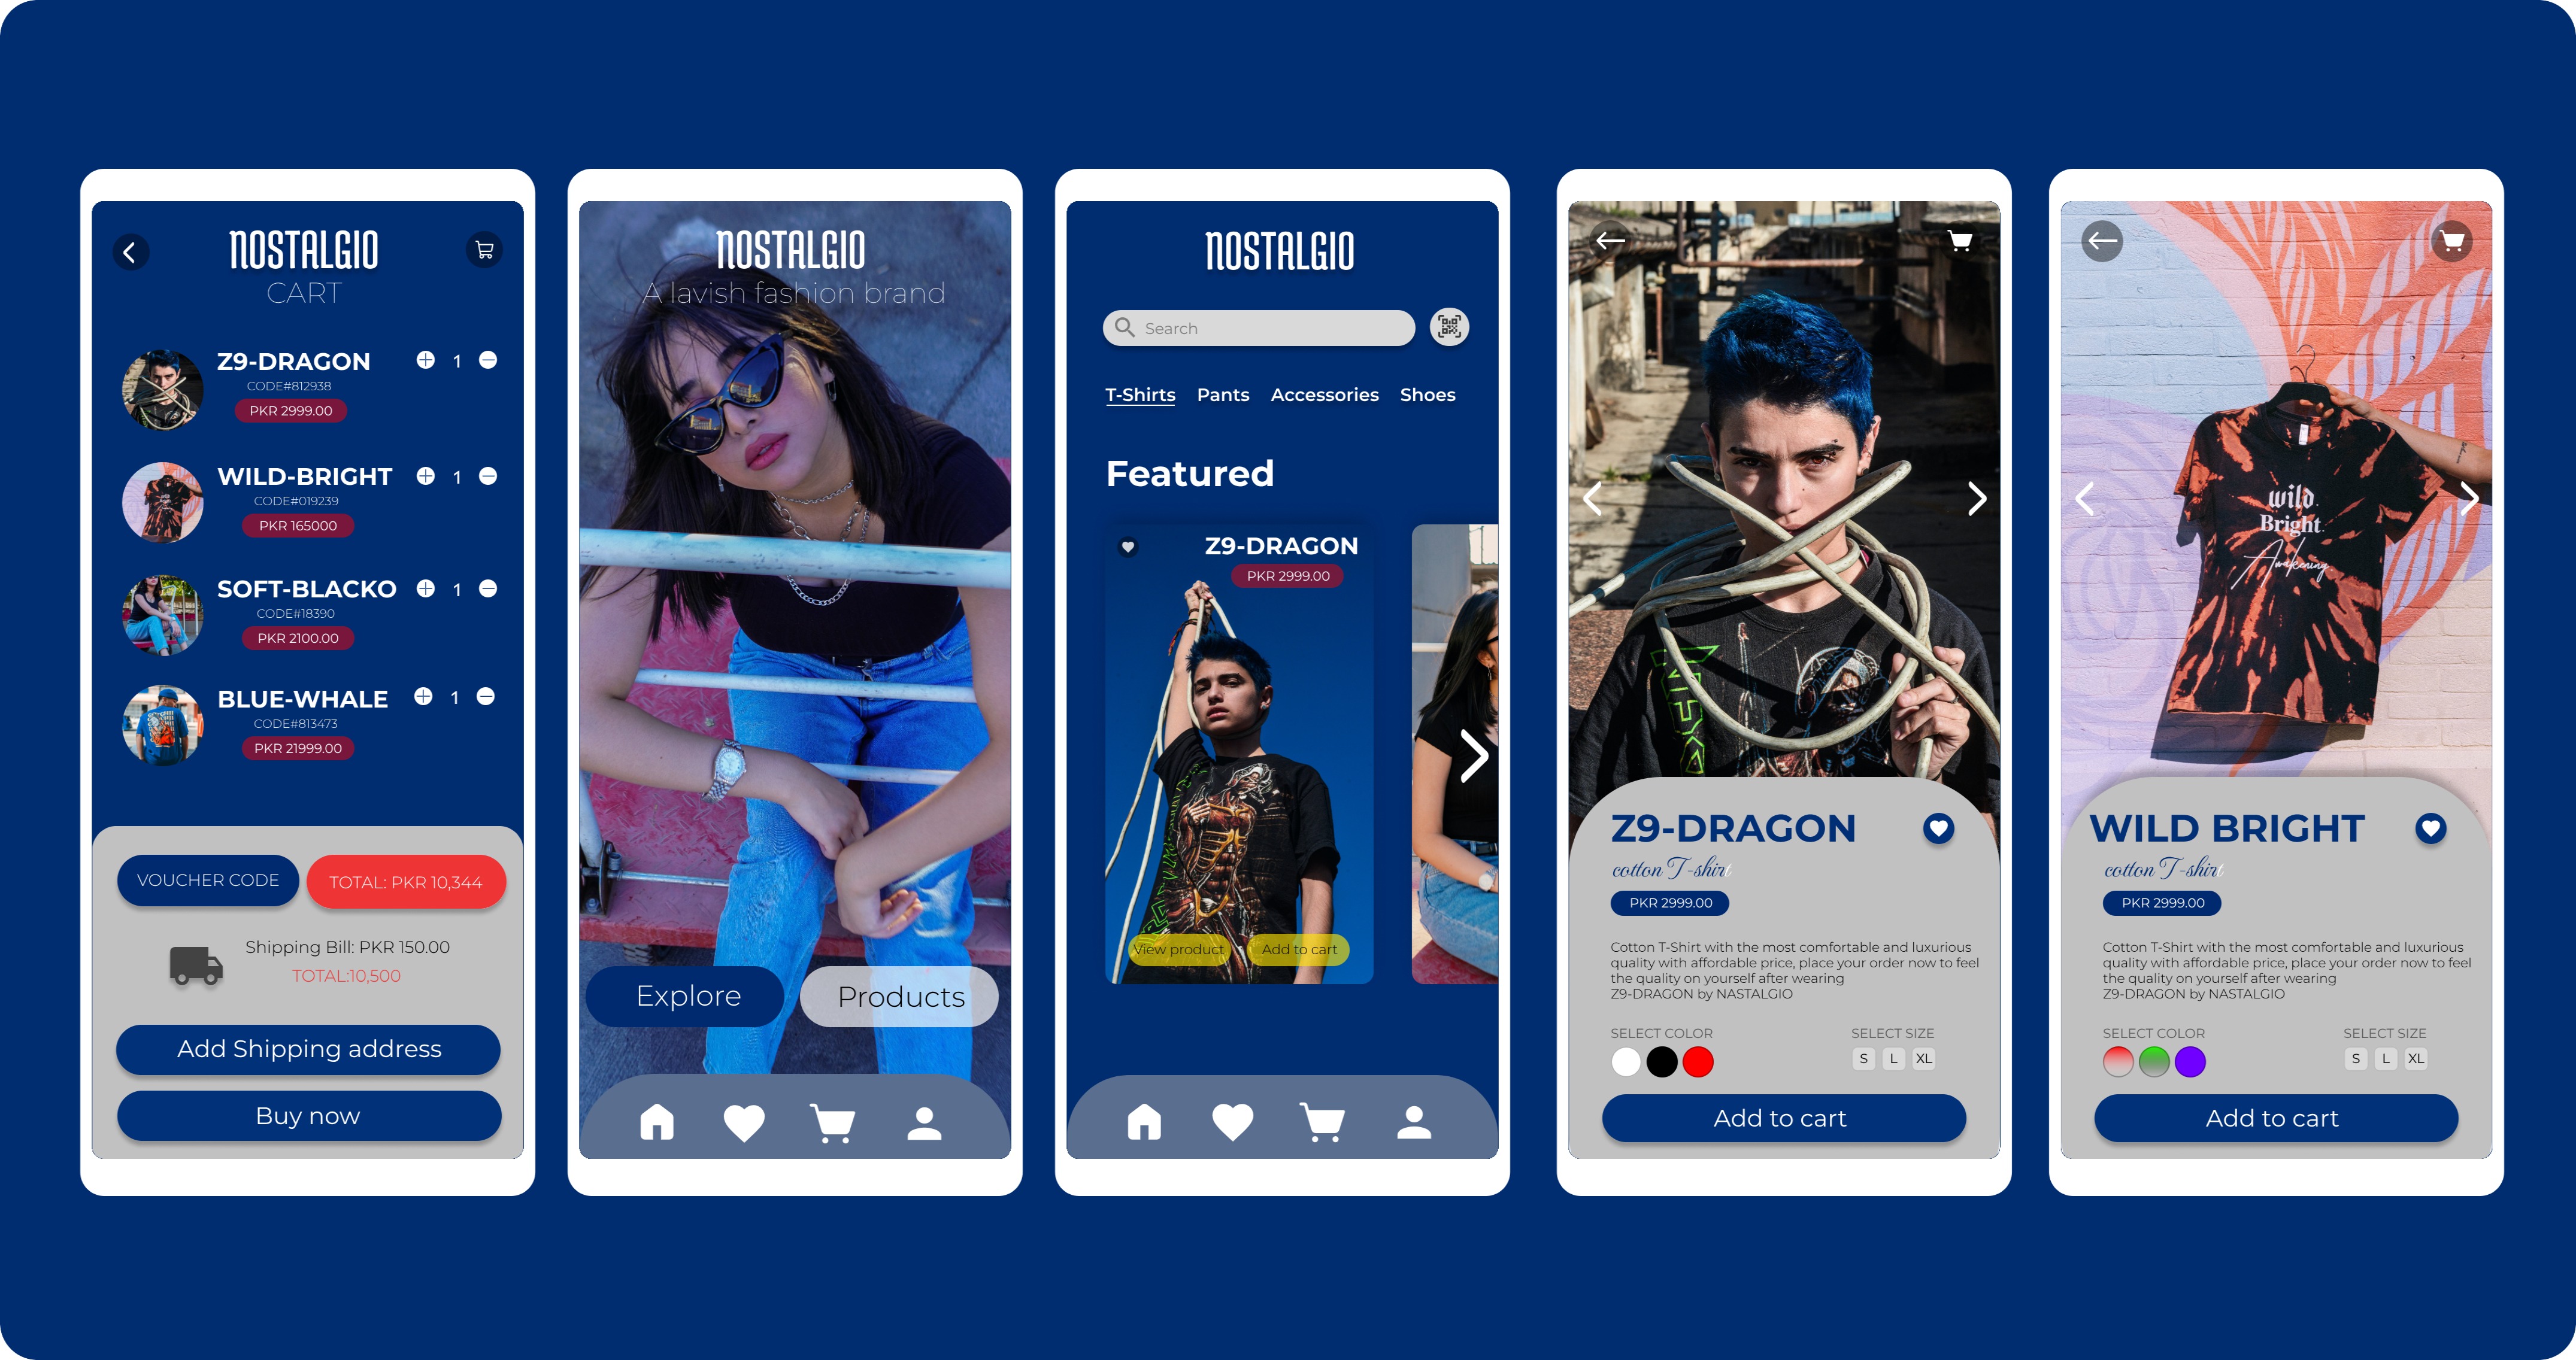 NOSTALGIO
CART
Z9-DRAGON
CODE#812938
PKR 2999.00
1
WILD-BRIGHT
CODE#019239
PKR 165000
1
SOFT-BLACKO
CODE#18390
PKR 2100.00
1
BLUE-WHALE
CODE#813473
PKR 21999.00
1
VOUCHER CODE
TOTAL: PKR 10,344
Shipping Bill: PKR 150.00
TOTAL:10,500
Add Shipping address
Buy now
NOSTALGIO
A lavish fashion brand
Explore
Products
NOSTALGIO
Search
T-Shirts Pants Accessories Shoes
Featured
Z9-DRAGON
PKR 2999.00
View product
Add to cart
Z9-DRAGON
cotton T-shirt
PKR 2999.00
Cotton T-Shirt with the most comfortable and luxurious
quality with affordable price, place your order now to feel
the quality on yourself after wearing
Z9-DRAGON by NASTALGIO
SELECT COLOR
SELECT SIZE
S L XL
Add to cart
wild
Bright
Awakening
WILD BRIGHT
cotton T-shirt
PKR 2999.00
Cotton T-Shirt with the most comfortable and luxurious
quality with affordable price, place your order now to feel
the quality on yourself after wearing
Z9-DRAGON by NASTALGIO
SELECT COLOR
SELECT SIZE
S L XL
Add to cart